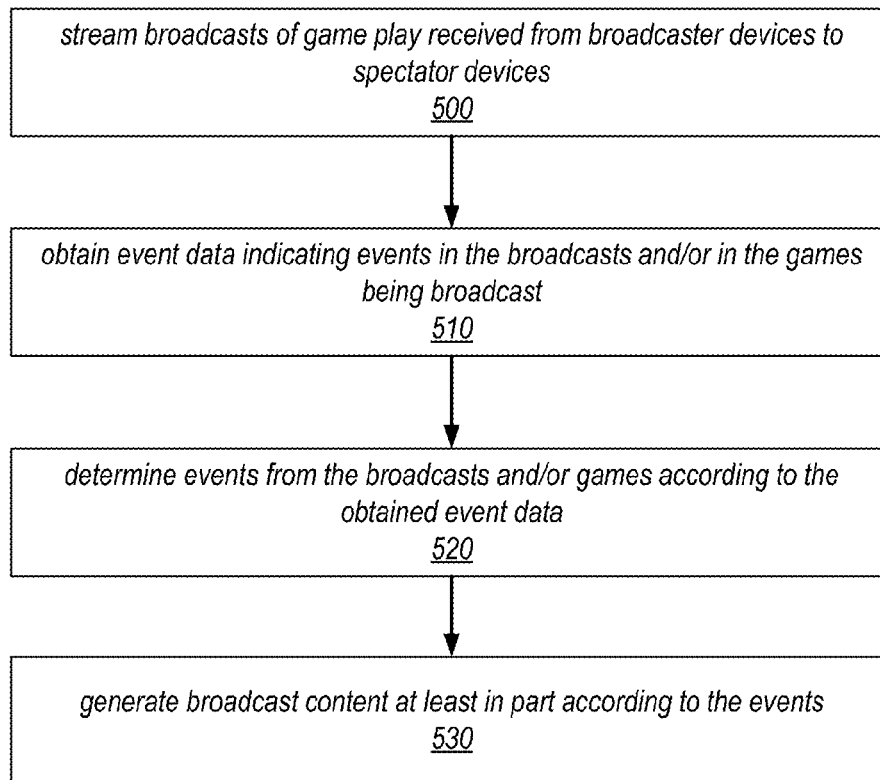 stream broadcasts of game play received from broadcaster devices to
spectator devices
500
obtain event data indicating events in the broadcasts and/or in the games
being broadcast
510
determine events from the broadcasts and/or games according to the
obtained event data
520
generate broadcast content at least in part according to the events
530